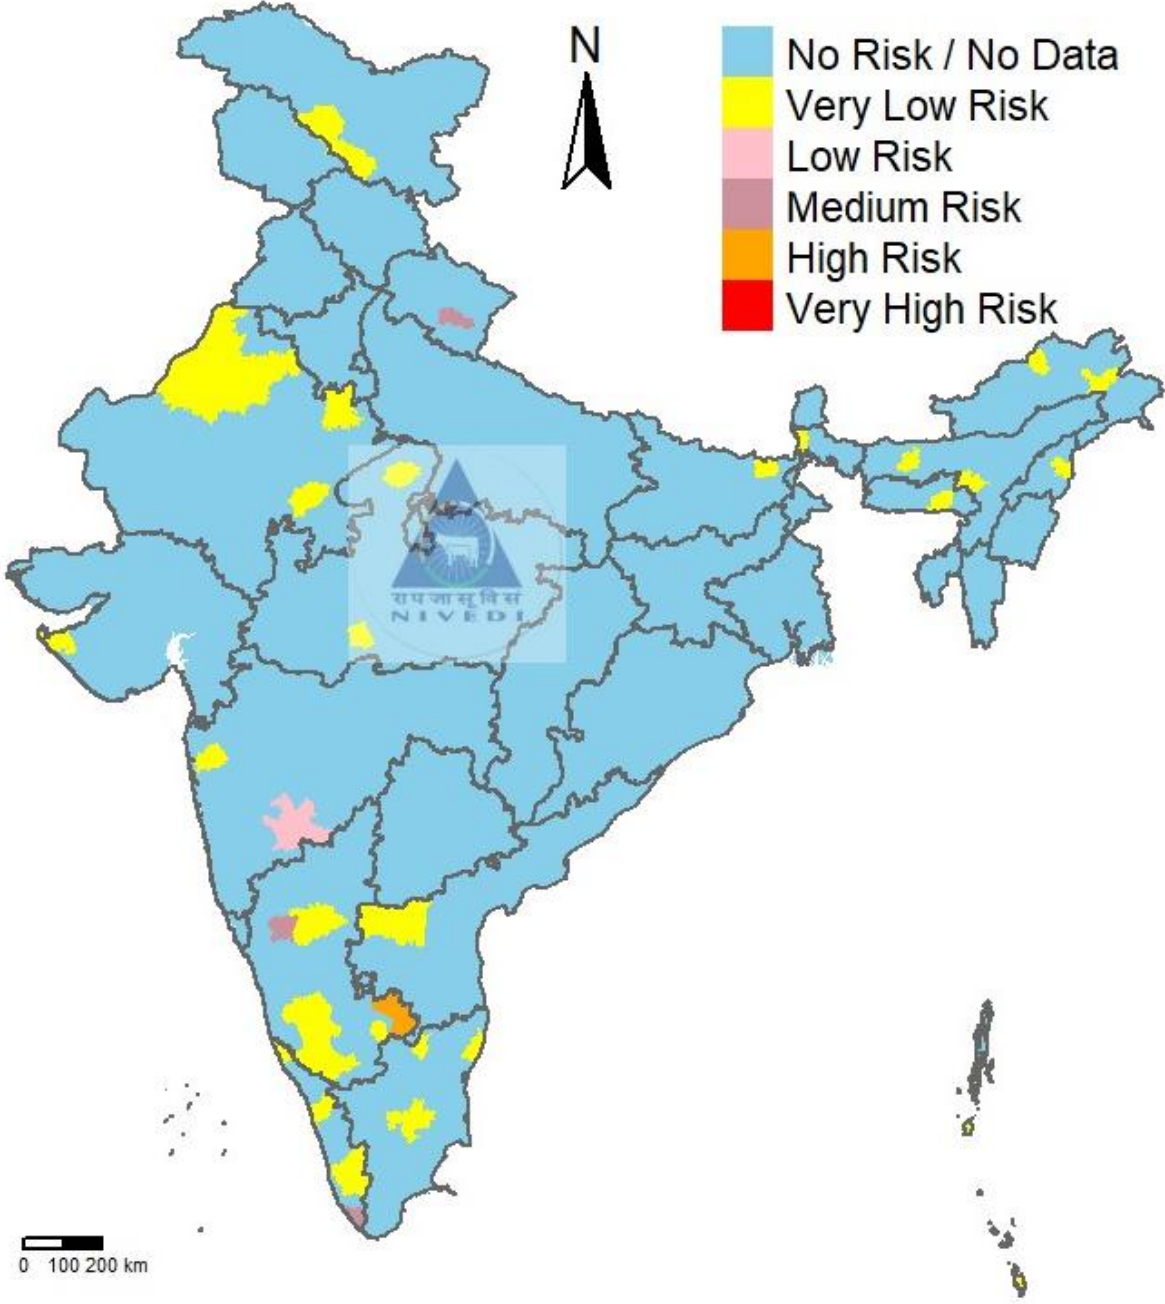 N
No Risk / No Data
Very Low Risk
Low Risk
Medium Risk
High Risk
Very High Risk
रा प जा सू वि सं
NIVEDI
0 100 200 km